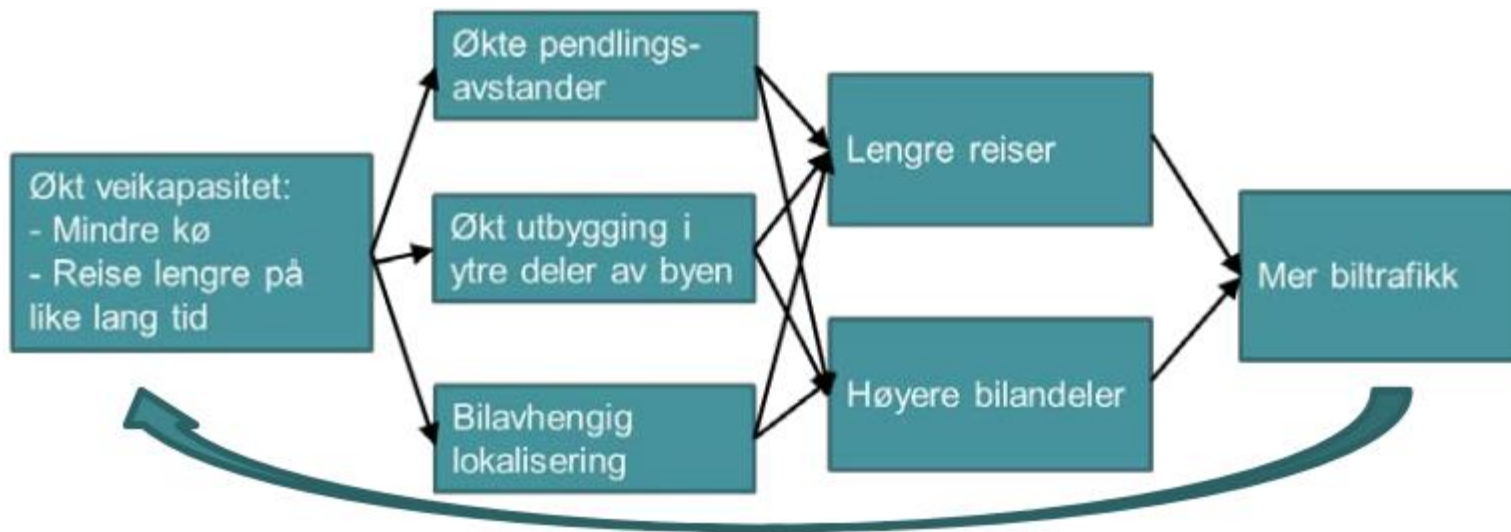 Økt veikapasitet:
- Mindre kø
- Reise lengre på
like lang tid
Økte pendlings-
avstander
Økt utbygging i
ytre deler av byen
Bilavhengig
lokalisering
Lengre reiser
Høyere bilandeler
Mer biltrafikk